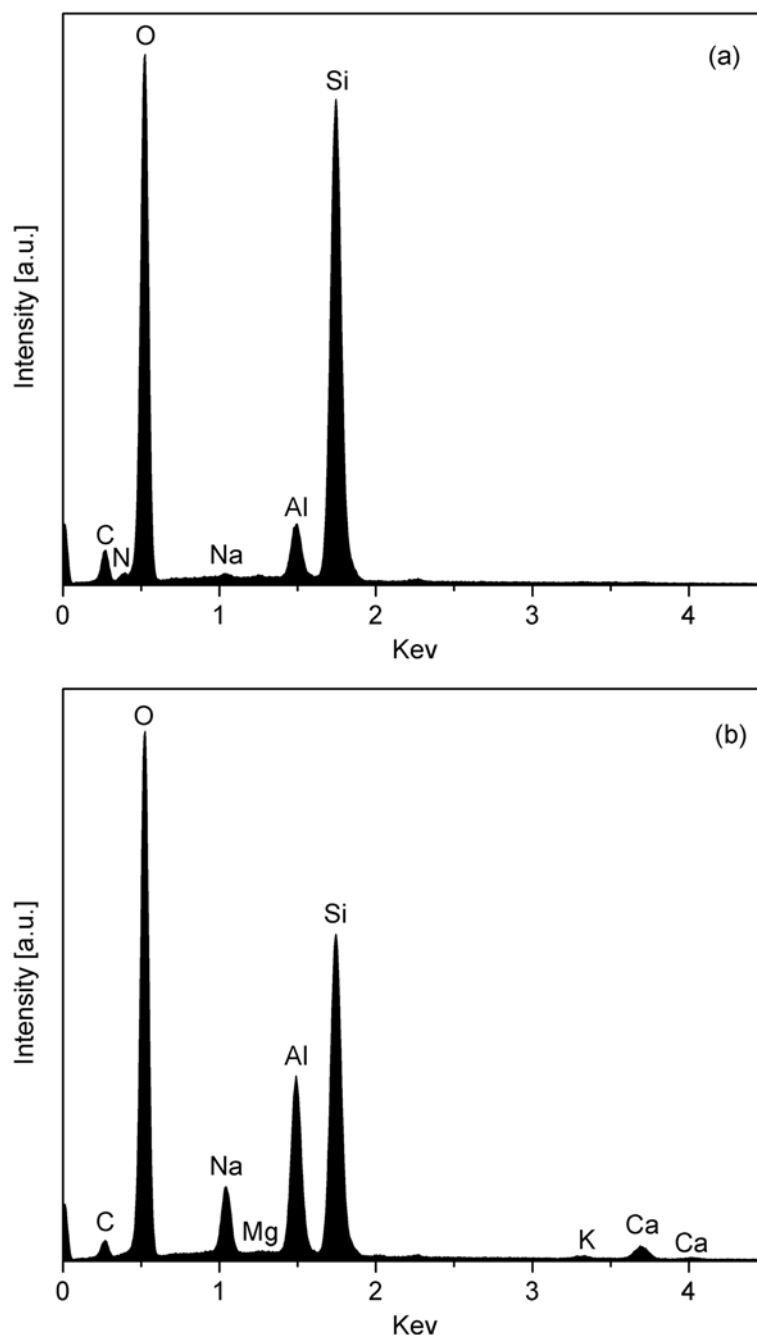 (a)
O
Si
Al
C
N
Na
Intensity [a.u.]
0 1 2 3 4
Kev
(b)
O
Si
Al
Na
C
Mg
K
Ca
Ca
Intensity [a.u.]
0 1 2 3 4
Kev